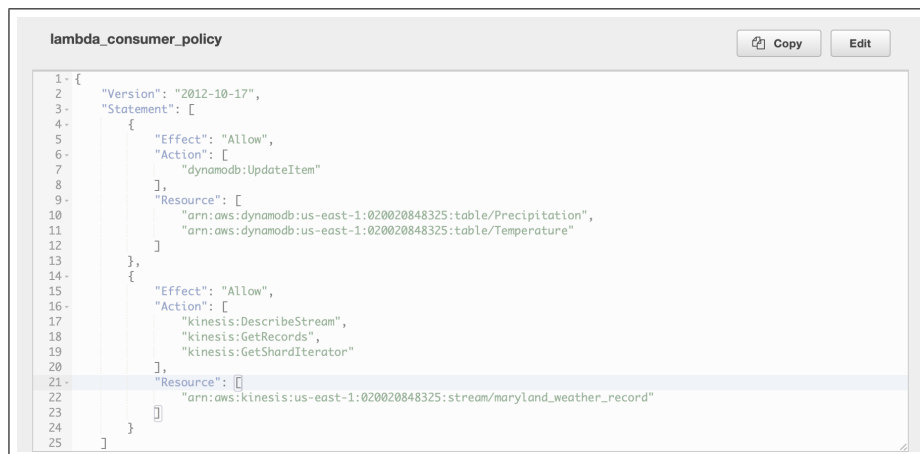 lambda_consumer_policy
Copy Edit
1 {
2 "Version": "2012-10-17",
3 "Statement": [
4 {
5 "Effect": "Allow",
6 "Action": [
7 "dynamodb:UpdateItem"
8 ],
9 "Resource": [
10 "arn:aws:dynamodb:us-east-1:020020848325:table/Precipitation",
11 "arn:aws:dynamodb:us-east-1:020020848325:table/Temperature"
12 ]
13 },
14 {
15 "Effect": "Allow",
16 "Action": [
17 "kinesis:DescribeStream",
18 "kinesis:GetRecords",
19 "kinesis:GetShardIterator"
20 ],
21 "Resource": [
22 "arn:aws:kinesis:us-east-1:020020848325:stream/maryland_weather_record"
23 ]
24 }
25 ]